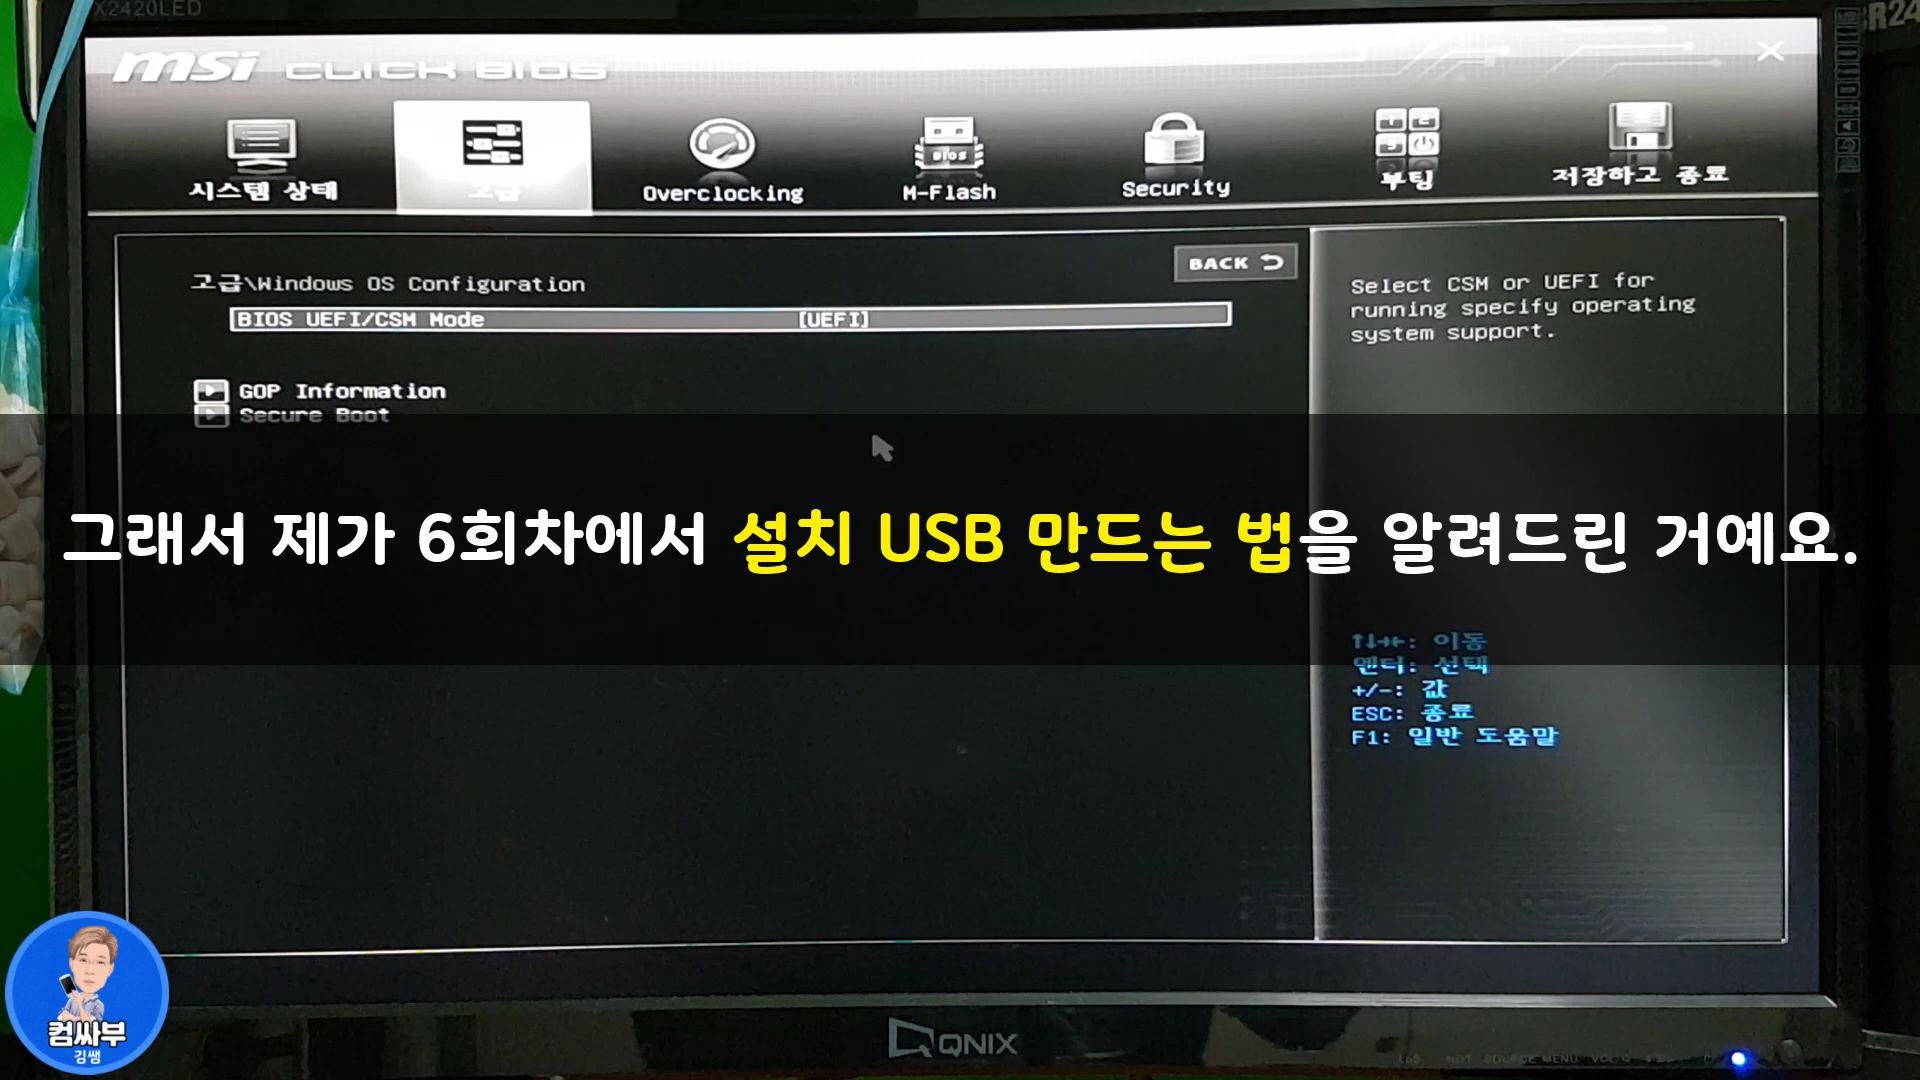 X2420LED
msi CLICK BIOS
시스템 상태
고급
Overclocking
BIOS
M-Flash
Security
부팅
저장하고 종료
BACK
고급\Windows OS Configuration
BIOS UEFI/CSM Mode [UEFI]
GOP Information
Secure Boot
Select CSM or UEFI for
running specify operating
system support.
그래서 제가 6회차에서 설치 USB 만드는 법을 알려드린 거예요.
↑↓→←: 이동
엔터: 선택
+/-: 값
ESC: 종료
F1: 일반 도움말
컴싸부
김쌤
QNIX